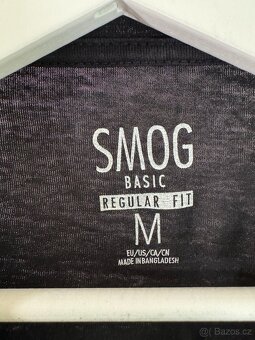 SMOG
BASIC
REGULAR FIT
M
EU/US/CA/CN
MADE IN BANGLADESH
Bazos.cz